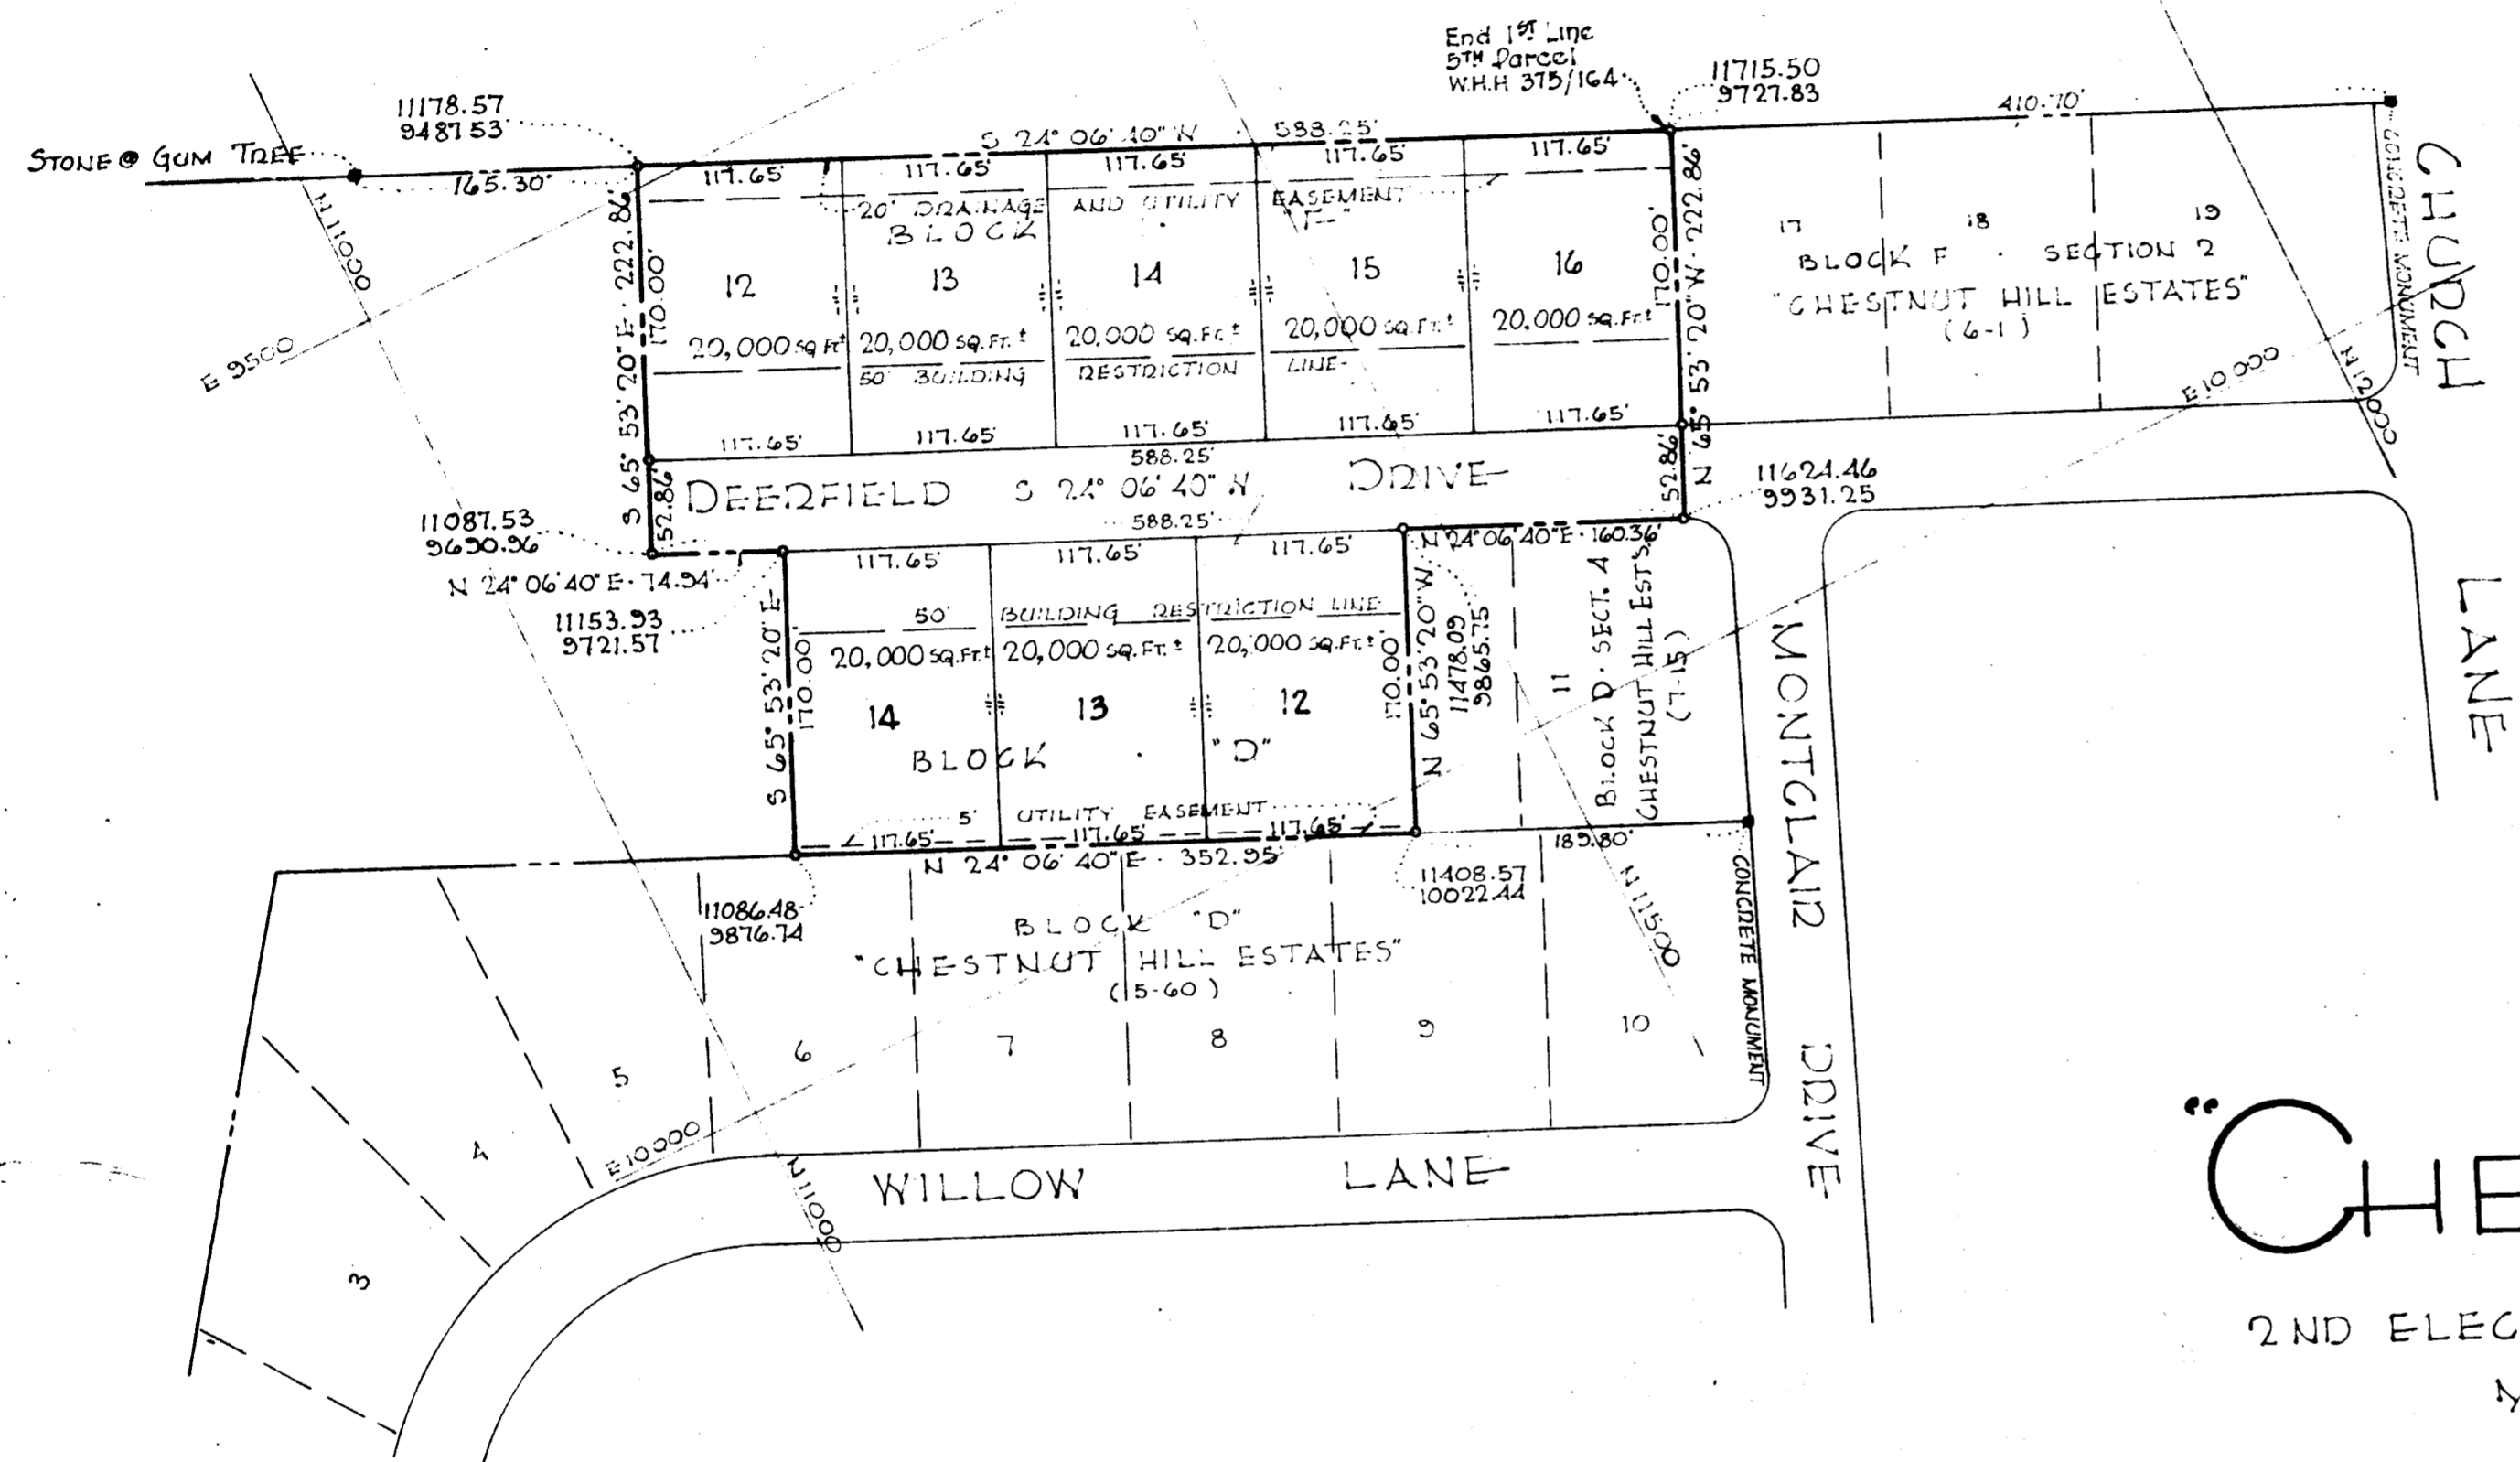 End 1ST Line
5TH Parcel
W.H.H 375/164
11715.50
9727.83
11178.57
9487.53
STONE @ GUM TREE
165.30'
S 24° 06' 40" W · 588.25'
410.70'
CONCRETE MONUMENT
CHURCH LANE
117.65'
117.65'
117.65'
117.65'
117.65'
20' DRAINAGE AND UTILITY EASEMENT
BLOCK "F"
N 11000
E 9500
S 65° 53' 20" E · 222.86'
170.00'
12
13
14
15
16
20,000 SQ.FT±
20,000 SQ.FT.±
20,000 SQ.FT.±
20,000 SQ.FT.±
20,000 SQ.FT±
50' BUILDING RESTRICTION LINE
170.00'
N 65° 53' 20" W · 222.86'
17
18
19
BLOCK F · SECTION 2
"CHESTNUT HILL ESTATES"
(6-1)
E 10 000
N 12 000
117.65'
117.65'
117.65'
117.65'
117.65'
588.25'
DEERFIELD S 24° 06' 40" W DRIVE
588.25'
52.86'
52.86'
11624.46
9931.25
11087.53
9690.96
N 24° 06' 40" E · 74.94'
11153.93
9721.57
N 24° 06' 40" E · 160.36'
117.65'
117.65'
117.65'
50' BUILDING RESTRICTION LINE
20,000 SQ.FT.±
20,000 SQ.FT.±
20,000 SQ.FT.±
S 65° 53' 20" E
170.00'
14
13
12
BLOCK · "D"
170.00'
N 65° 53' 20" W
11478.09
9865.75
11
BLOCK D · SECT. 4
CHESTNUT HILL EST'S.
(7-15)
MONTCLAIR DRIVE
5' UTILITY EASEMENT
117.65'
117.65'
117.65'
N 24° 06' 40" E · 352.95'
189.80'
CONCRETE MONUMENT
11408.57
10022.44
N 11500
11086.48
9876.74
BLOCK "D"
"CHESTNUT HILL ESTATES"
(5-60)
3
4
5
6
7
8
9
10
E 10000
N 11000
WILLOW LANE
"CHE
2ND ELEC